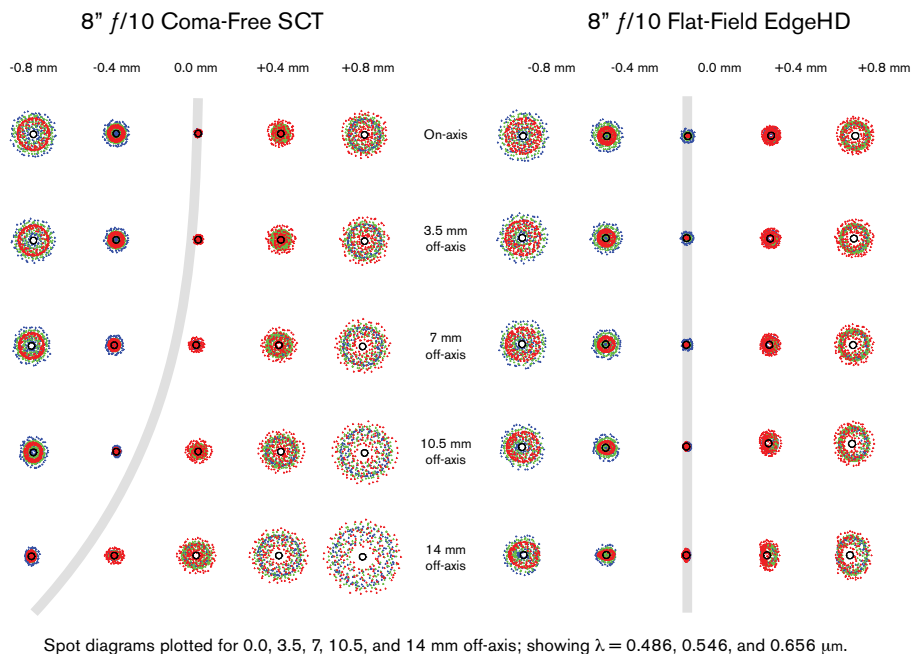 8” f/10 Coma-Free SCT
8” f/10 Flat-Field EdgeHD
-0.8 mm -0.4 mm 0.0 mm +0.4 mm +0.8 mm
-0.8 mm -0.4 mm 0.0 mm +0.4 mm +0.8 mm
On-axis
3.5 mm
off-axis
7 mm
off-axis
10.5 mm
off-axis
14 mm
off-axis
Spot diagrams plotted for 0.0, 3.5, 7, 10.5, and 14 mm off-axis; showing λ = 0.486, 0.546, and 0.656 μm.